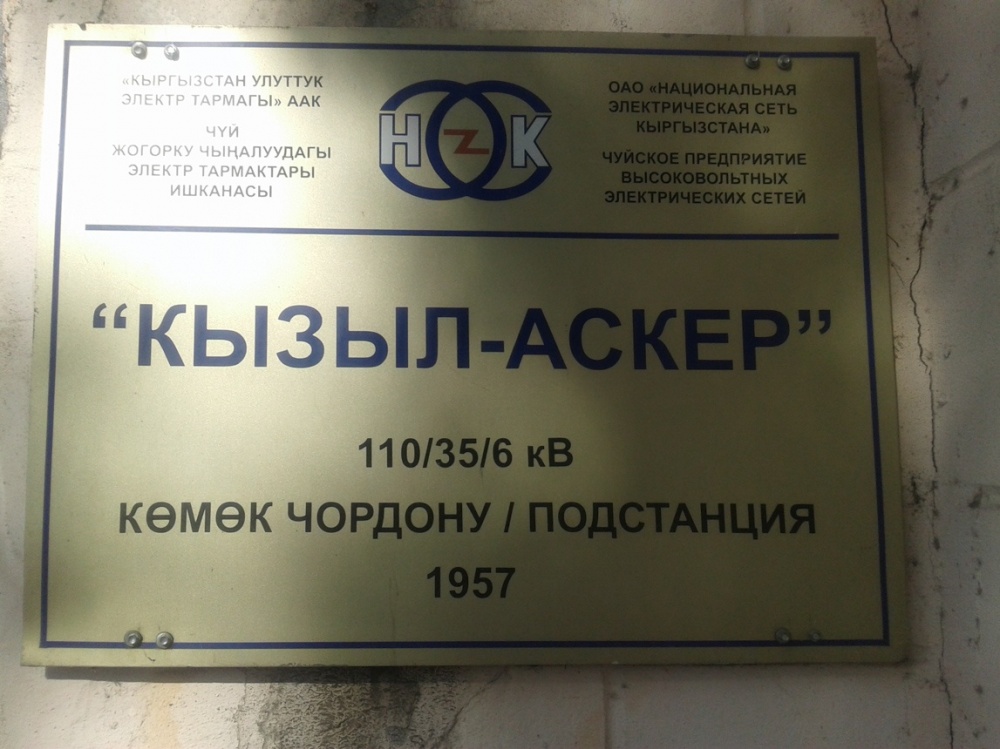 «КЫРГЫЗСТАН УЛУТТУК
ЭЛЕКТР ТАРМАГЫ» ААК
ЧҮЙ
ЖОГОРКУ ЧЫҢАЛУУДАГЫ
ЭЛЕКТР ТАРМАКТАРЫ
ИШКАНАСЫ
НЭСК
ОАО «НАЦИОНАЛЬНАЯ
ЭЛЕКТРИЧЕСКАЯ СЕТЬ
КЫРГЫЗСТАНА»
ЧУЙСКОЕ ПРЕДПРИЯТИЕ
ВЫСОКОВОЛЬТНЫХ
ЭЛЕКТРИЧЕСКИХ СЕТЕЙ
“КЫЗЫЛ-АСКЕР”
110/35/6 кВ
КӨМӨК ЧОРДОНУ / ПОДСТАНЦИЯ
1957